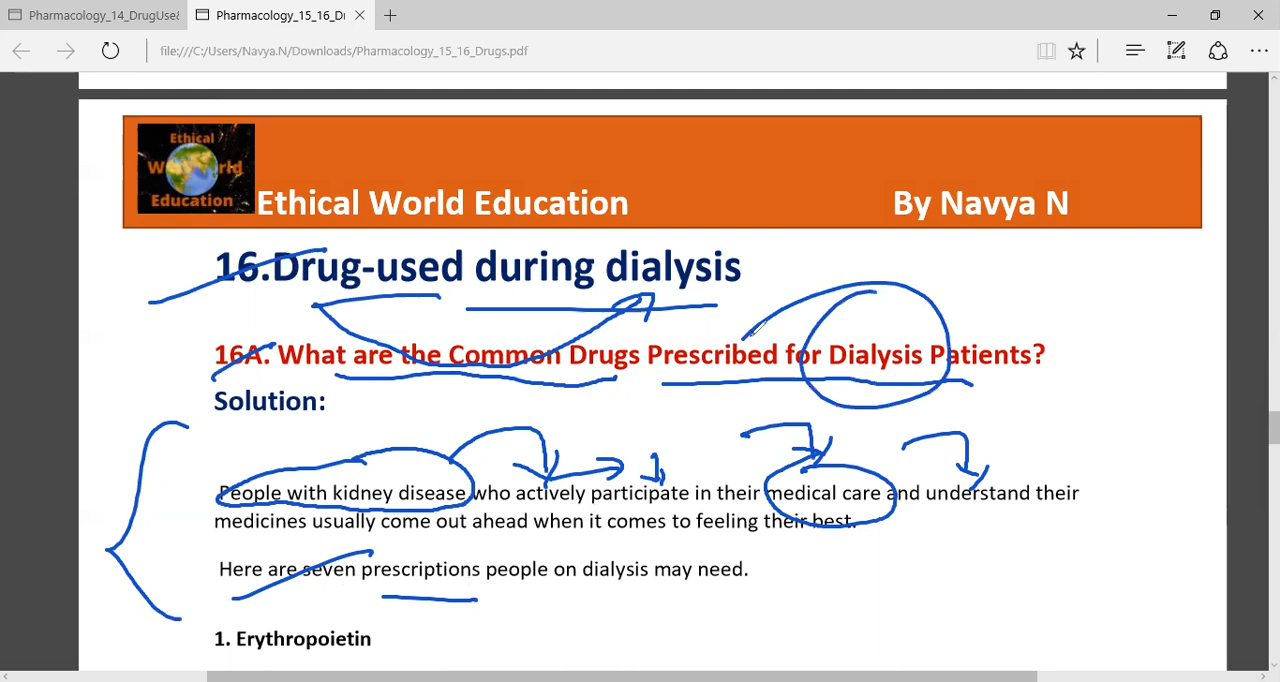 Pharmacology_14_DrugUse&
Pharmacology_15_16_Dr
file:///C:/Users/Navya.N/Downloads/Pharmacology_15_16_Drugs.pdf
Ethical
World
Education
Ethical World Education By Navya N
16.Drug-used during dialysis
16A. What are the Common Drugs Prescribed for Dialysis Patients?
Solution:
People with kidney disease who actively participate in their medical care and understand their
medicines usually come out ahead when it comes to feeling their best.
Here are seven prescriptions people on dialysis may need.
1. Erythropoietin